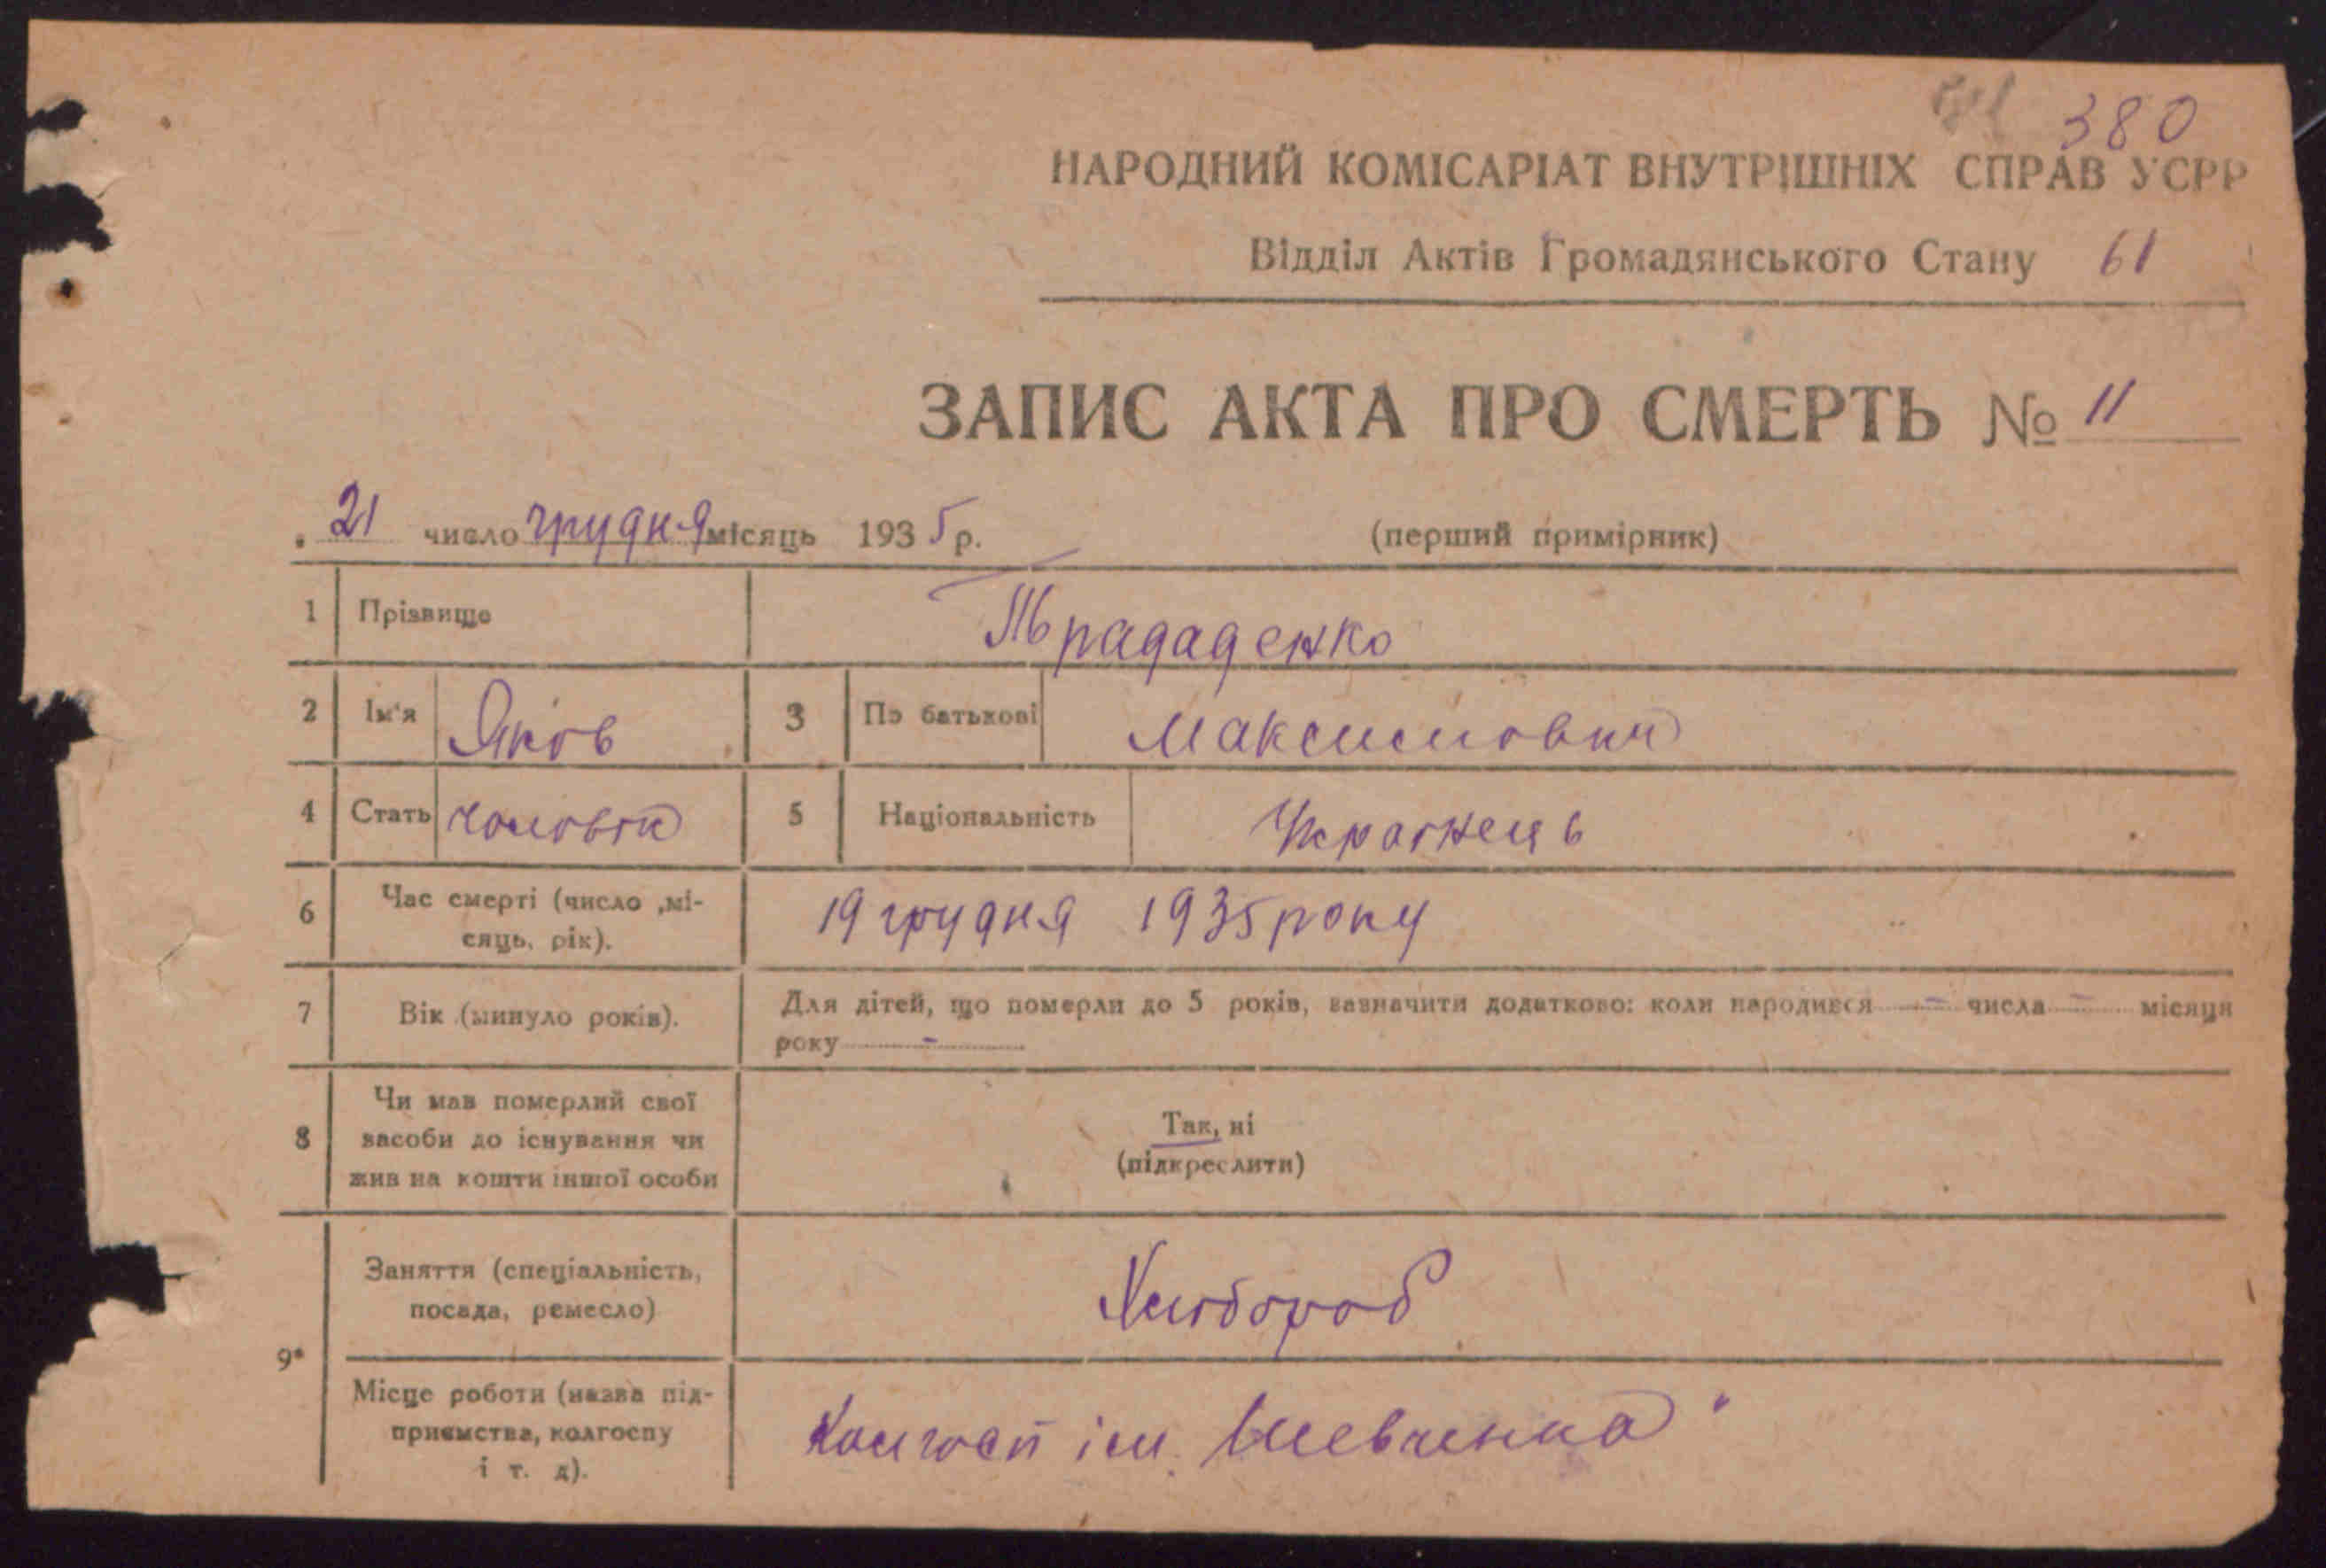 380
НАРОДНИЙ КОМІСАРІАТ ВНУТРІШНІХ СПРАВ УСРР
Відділ Актів Громадянського Стану 61
ЗАПИС АКТА ПРО СМЕРТЬ № 11
21 число грудня місяць 1935 р. (перший примірник)
1 Прізвище
2 Ім'я Яков 3 По батькові Максимович
4 Стать чоловік 5 Національність Українець
6 Час смерті (число ,мі-
сяць, рік). 19 грудня 1935 року
7 Вік (минуло років). Для дітей, що померли до 5 років, зазначити додатково: коли народився - числа - місяця
року -
8 Чи мав померлий свої
засоби до існування чи
жив на кошти іншої особи
Так, ні
(підкреслити)
9* Заняття (спеціальність,
посада, ремесло) Хлібороб
Місце роботи (назва під-
приємства, колгоспу
і т. д). Колгосп ім. Шевченка"